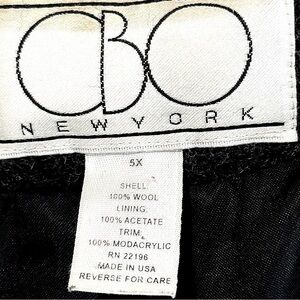 CBO
NEW YORK
5X
SHELL:
100% WOOL
LINING:
100% ACETATE
TRIM:
100% MODACRYLIC
RN 22196
MADE IN USA
REVERSE FOR CARE